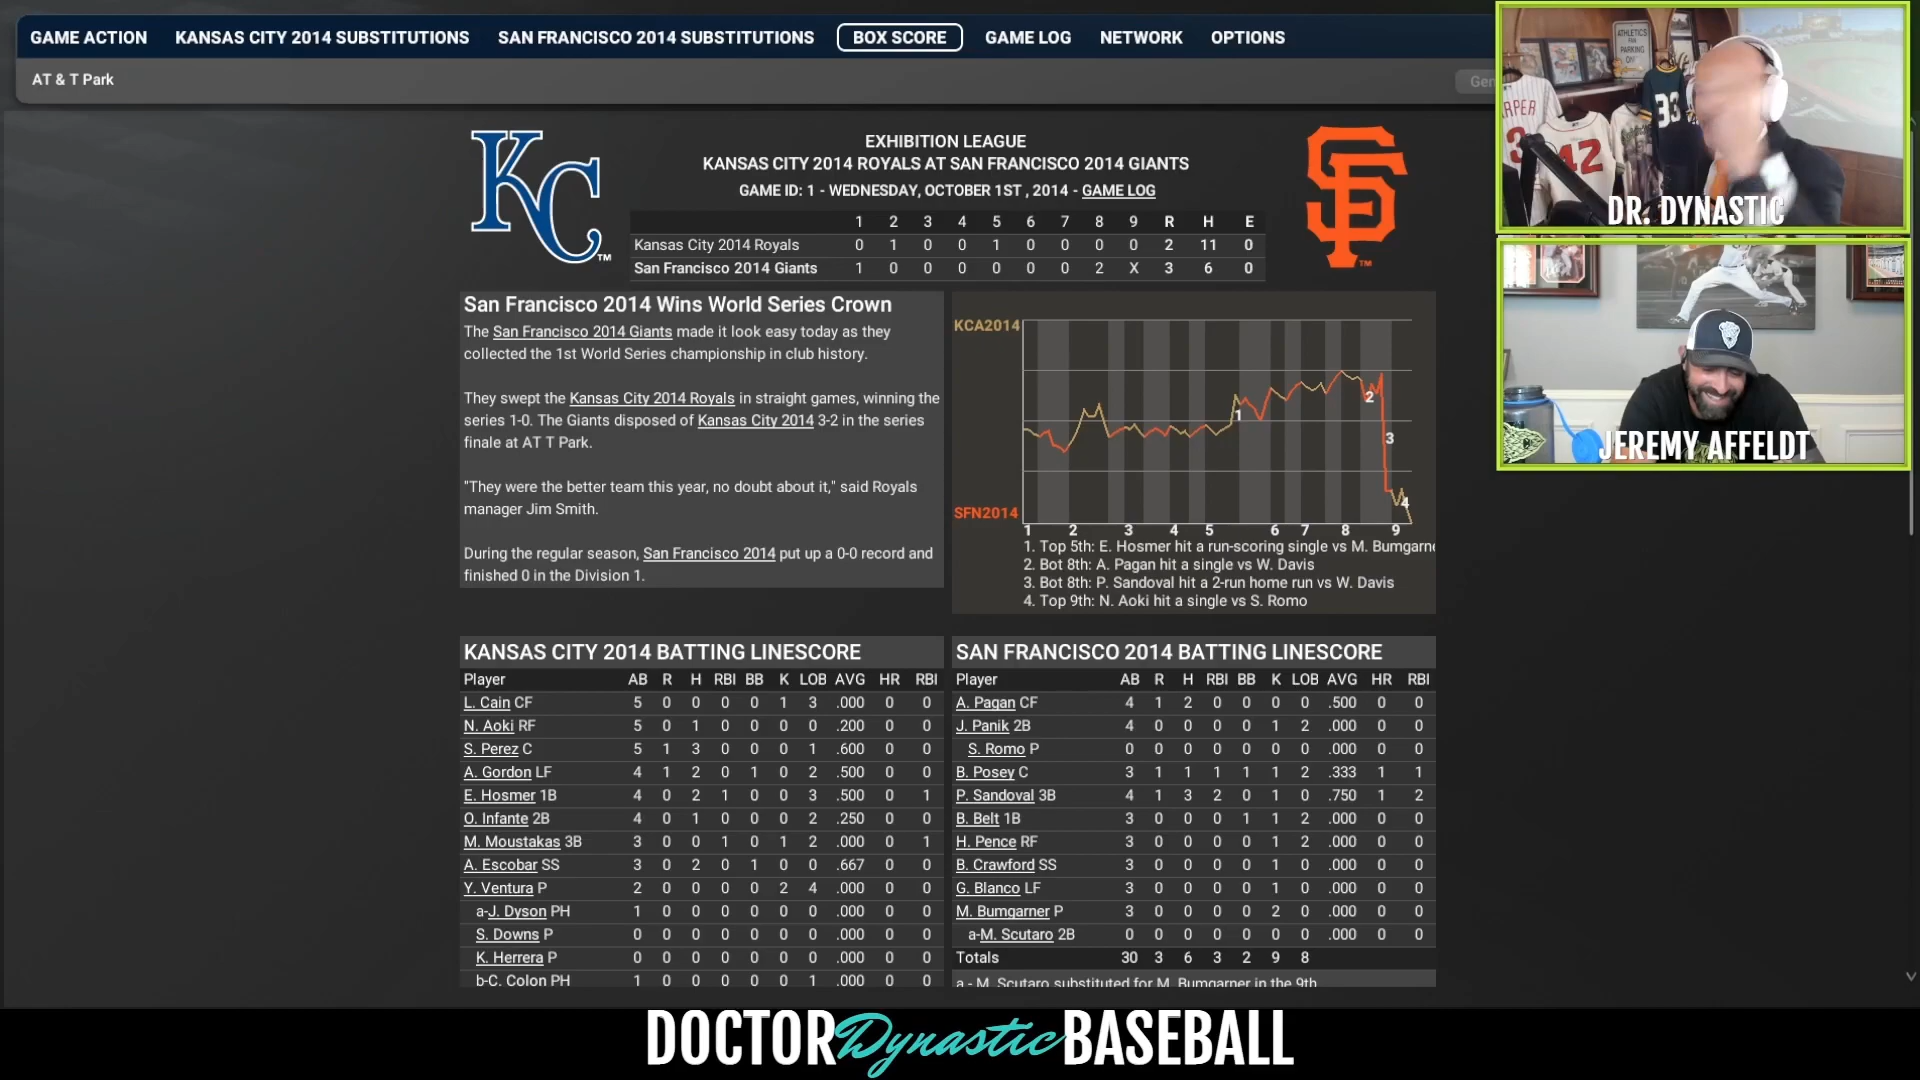 GAME ACTION KANSAS CITY 2014 SUBSTITUTIONS SAN FRANCISCO 2014 SUBSTITUTIONS BOX SCORE GAME LOG NETWORK OPTIONS
AT & T Park
Gen
KC TM
EXHIBITION LEAGUE
KANSAS CITY 2014 ROYALS AT SAN FRANCISCO 2014 GIANTS
GAME ID: 1 - WEDNESDAY, OCTOBER 1ST , 2014 - GAME LOG
SF TM
1 2 3 4 5 6 7 8 9 R H E
Kansas City 2014 Royals 0 1 0 0 1 0 0 0 0 2 11 0
San Francisco 2014 Giants 1 0 0 0 0 0 0 2 X 3 6 0
San Francisco 2014 Wins World Series Crown
The San Francisco 2014 Giants made it look easy today as they
collected the 1st World Series championship in club history.
They swept the Kansas City 2014 Royals in straight games, winning the
series 1-0. The Giants disposed of Kansas City 2014 3-2 in the series
finale at AT T Park.
"They were the better team this year, no doubt about it," said Royals
manager Jim Smith.
During the regular season, San Francisco 2014 put up a 0-0 record and
finished 0 in the Division 1.
KCA2014
1 2 3 4
SFN2014
1 2 3 4 5 6 7 8 9
1. Top 5th: E. Hosmer hit a run-scoring single vs M. Bumgarne
2. Bot 8th: A. Pagan hit a single vs W. Davis
3. Bot 8th: P. Sandoval hit a 2-run home run vs W. Davis
4. Top 9th: N. Aoki hit a single vs S. Romo
KANSAS CITY 2014 BATTING LINESCORE
Player AB R H RBI BB K LOB AVG HR RBI
L. Cain CF 5 0 0 0 0 1 3 .000 0 0
N. Aoki RF 5 0 1 0 0 0 0 .200 0 0
S. Perez C 5 1 3 0 0 0 1 .600 0 0
A. Gordon LF 4 1 2 0 1 0 2 .500 0 0
E. Hosmer 1B 4 0 2 1 0 0 3 .500 0 1
O. Infante 2B 4 0 1 0 0 0 2 .250 0 0
M. Moustakas 3B 3 0 0 1 0 1 2 .000 0 1
A. Escobar SS 3 0 2 0 1 0 0 .667 0 0
Y. Ventura P 2 0 0 0 0 2 4 .000 0 0
a-J. Dyson PH 1 0 0 0 0 0 0 .000 0 0
S. Downs P 0 0 0 0 0 0 0 .000 0 0
K. Herrera P 0 0 0 0 0 0 0 .000 0 0
b-C. Colon PH 1 0 0 0 0 0 1 .000 0 0
SAN FRANCISCO 2014 BATTING LINESCORE
Player AB R H RBI BB K LOB AVG HR RBI
A. Pagan CF 4 1 2 0 0 0 0 .500 0 0
J. Panik 2B 4 0 0 0 0 1 2 .000 0 0
S. Romo P 0 0 0 0 0 0 0 .000 0 0
B. Posey C 3 1 1 1 1 1 2 .333 1 1
P. Sandoval 3B 4 1 3 2 0 1 0 .750 1 2
B. Belt 1B 3 0 0 0 1 1 2 .000 0 0
H. Pence RF 3 0 0 0 0 1 2 .000 0 0
B. Crawford SS 3 0 0 0 0 1 0 .000 0 0
G. Blanco LF 3 0 0 0 0 1 0 .000 0 0
M. Bumgarner P 3 0 0 0 0 2 0 .000 0 0
a-M. Scutaro 2B 0 0 0 0 0 0 0 .000 0 0
Totals 30 3 6 3 2 9 8
a - M. Scutaro substituted for M. Bumgarner in the 9th
ATHLETICS
PARKING
33
42
DR. DYNASTIC
JEREMY AFFELDT
DOCTOR Dynastic BASEBALL